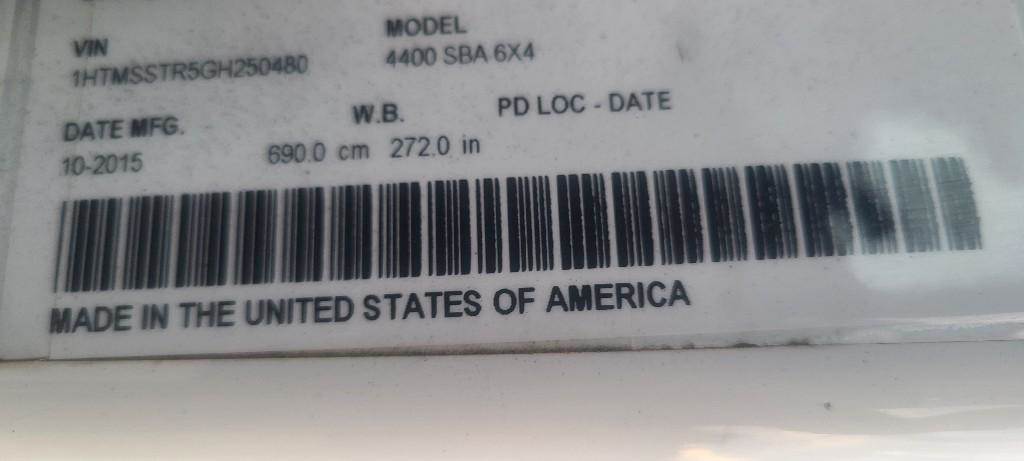 VIN
1HTMSSTR5GH250480
MODEL
4400 SBA 6X4
DATE MFG.
10-2015
W.B.
690.0 cm 272.0 in
PD LOC - DATE
MADE IN THE UNITED STATES OF AMERICA